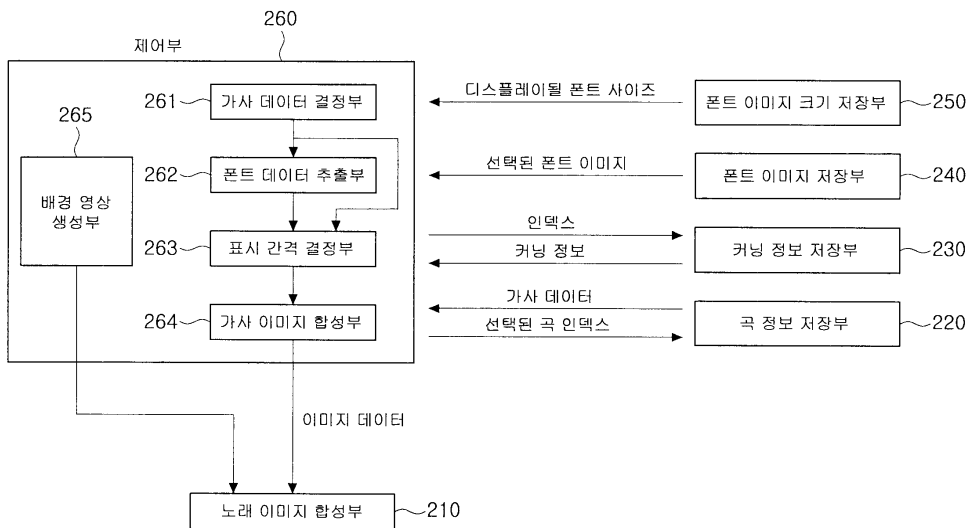 260
제어부
261
가사 데이터 결정부
디스플레이될 폰트 사이즈
폰트 이미지 크기 저장부
250
265
262
폰트 데이터 추출부
선택된 폰트 이미지
폰트 이미지 저장부
240
배경 영상
생성부
263
표시 간격 결정부
인덱스
커닝 정보
커닝 정보 저장부
230
264
가사 이미지 합성부
가사 데이터
선택된 곡 인덱스
곡 정보 저장부
220
이미지 데이터
노래 이미지 합성부
210